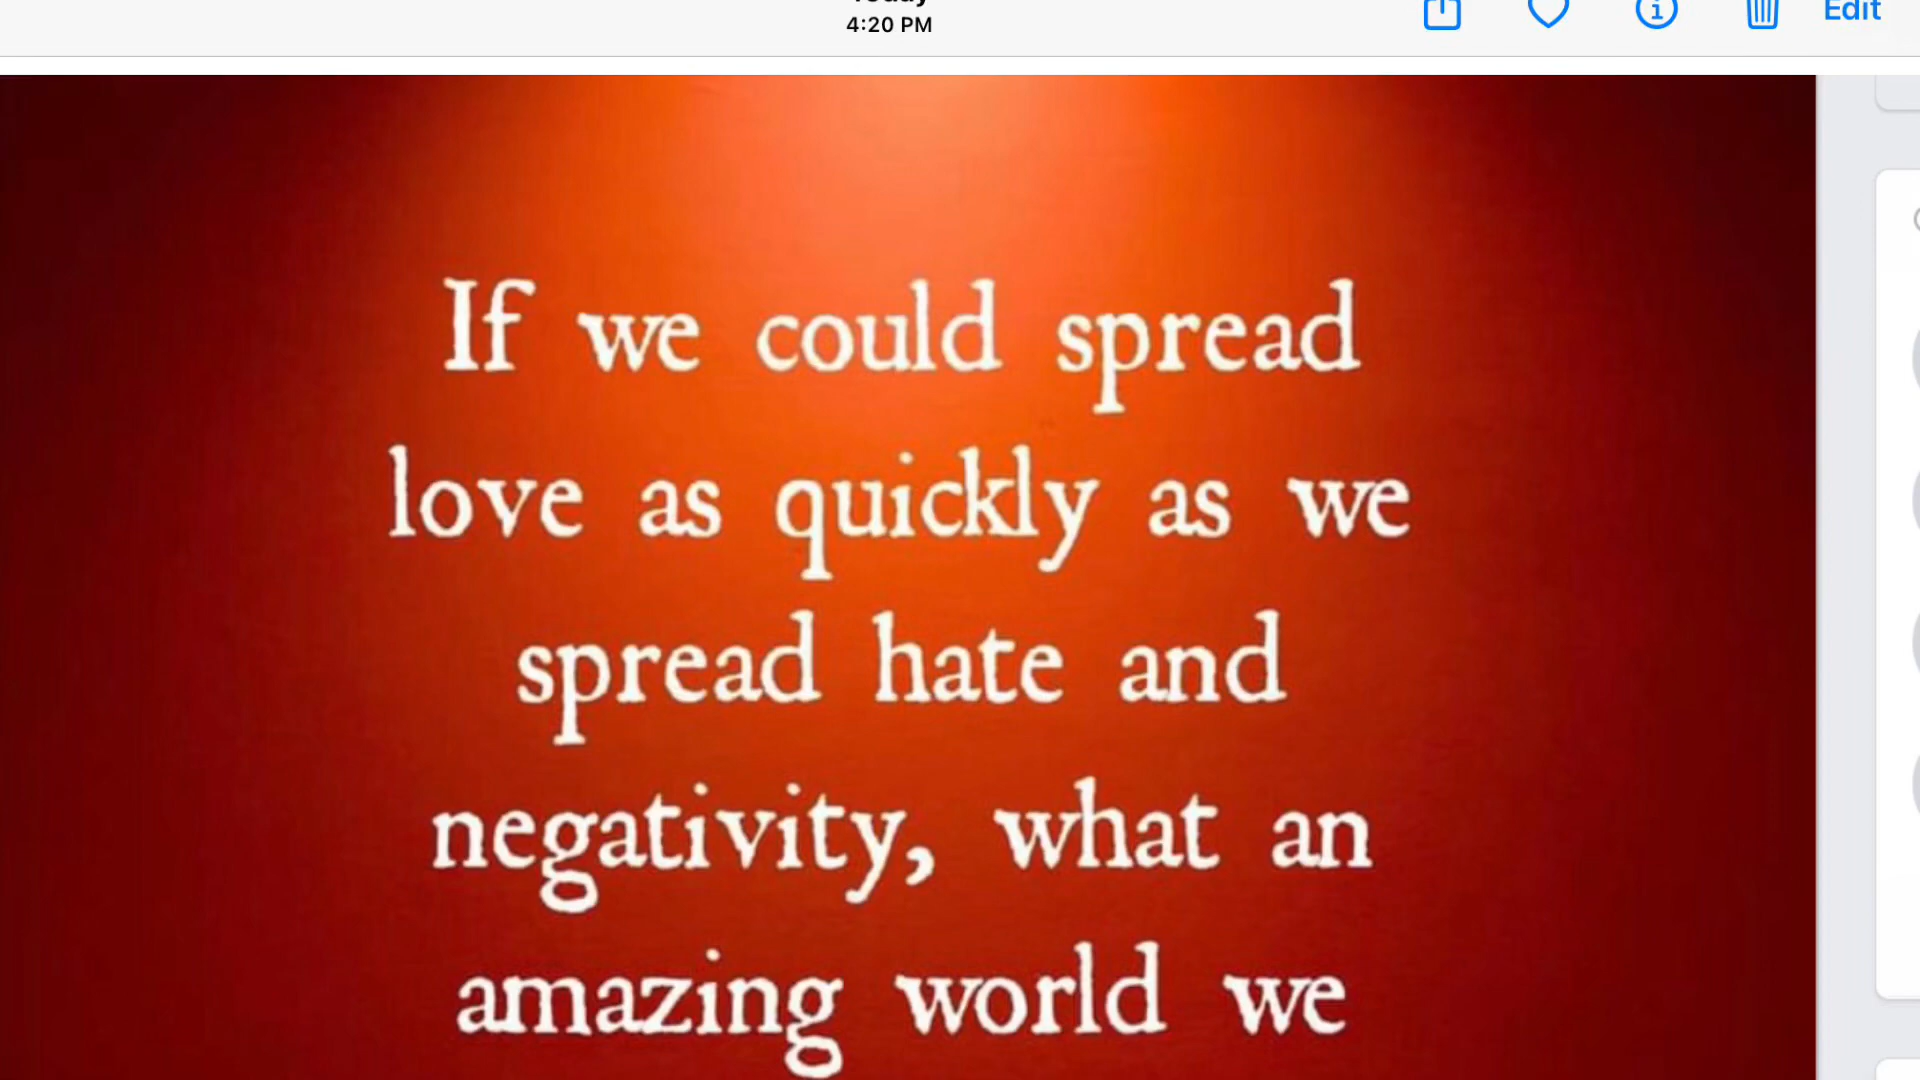 Today
4:20 PM
Edit
If we could spread
love as quickly as we
spread hate and
negativity, what an
amazing world we